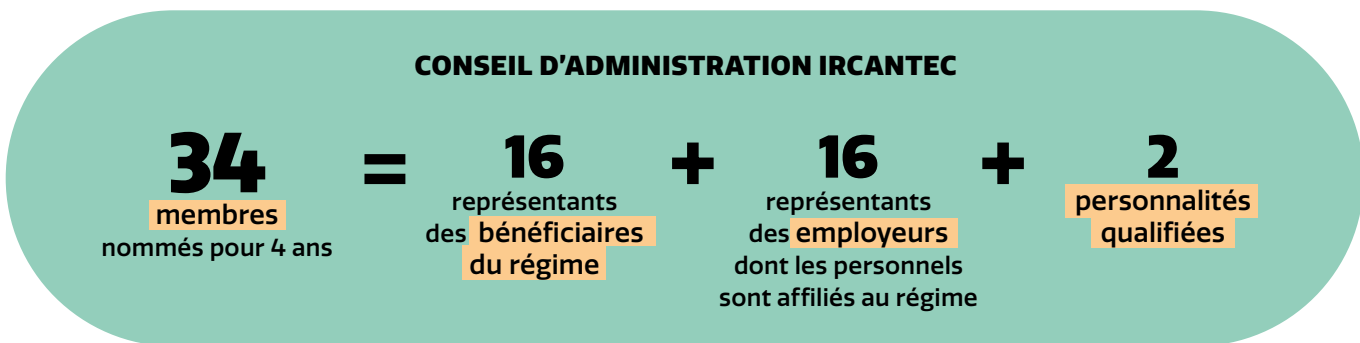 CONSEIL D'ADMINISTRATION IRCANTEC
34
membres
nommés pour 4 ans
=
16
représentants
des bénéficiaires
du régime
+
16
représentants
des employeurs
dont les personnels
sont affiliés au régime
+
2
personnalités
qualifiées